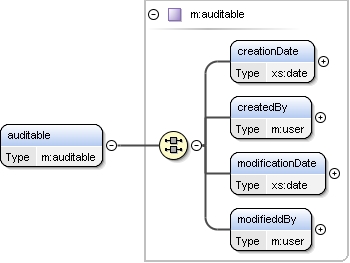 m:auditable
creationDate
Type xs:date
createdBy
Type m:user
auditable
Type m:auditable
modificationDate
Type xs:date
modifieddBy
Type m:user